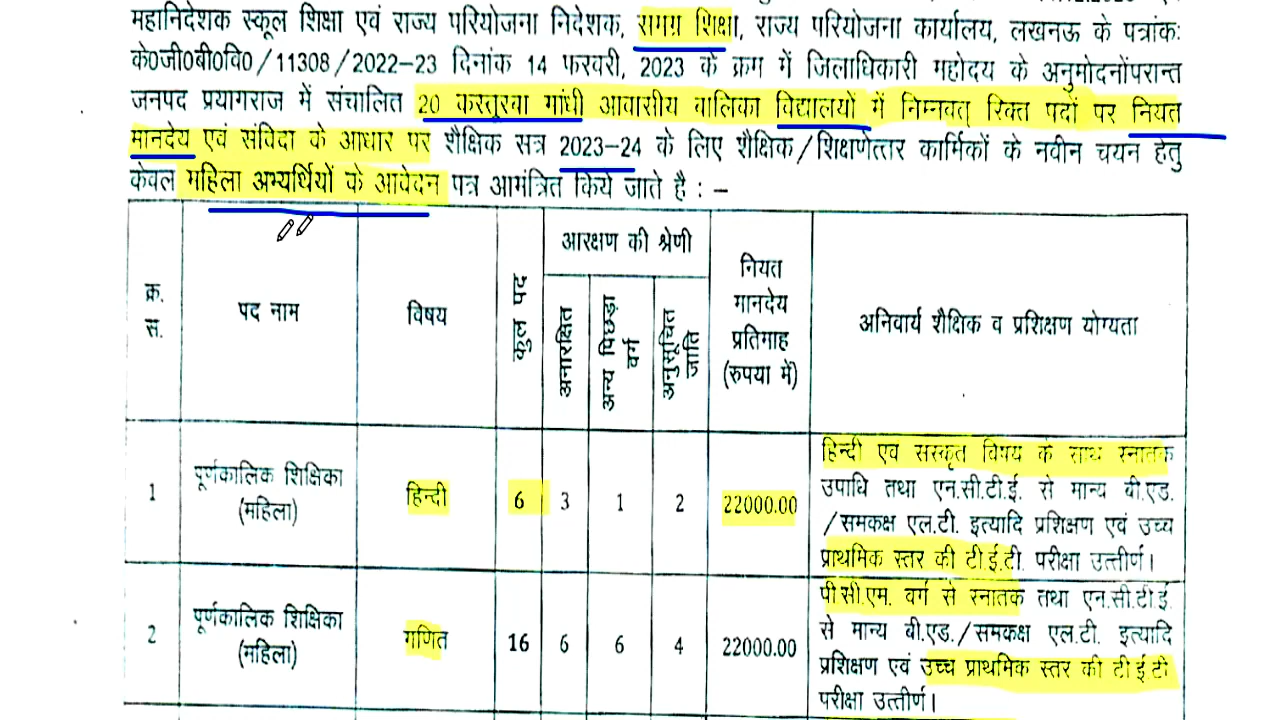 महानिदेशक स्कूल शिक्षा एवं राज्य परियोजना निदेशक, समग्र शिक्षा, राज्य परियोजना कार्यालय, लखनऊ के पत्रांकः
के0जी0बी0वि0/11308/2022-23 दिनांक 14 फरवरी, 2023 के क्रम में जिलाधिकारी महोदय के अनुमोदनोंपरान्त
जनपद प्रयागराज में संचालित 20 कस्तूरबा गांधी आवासीय बालिका विद्यालयों में निम्नवत् रिक्त पदों पर नियत
मानदेय एवं संविदा के आधार पर शैक्षिक सत्र 2023-24 के लिए शैक्षिक/शिक्षणेत्तर कार्मिकों के नवीन चयन हेतु
केवल महिला अभ्यर्थियों के आवेदन पत्र आमंत्रित किये जाते है : –
क्र.
स.
पद नाम
विषय
कुल पद
आरक्षण की श्रेणी
अनारक्षित
अन्य पिछड़ा
वर्ग
अनुसूचित
जाति
नियत
मानदेय
प्रतिमाह
(रुपया में)
अनिवार्य शैक्षिक व प्रशिक्षण योग्यता
1
पूर्णकालिक शिक्षिका
(महिला)
हिन्दी
6
3
1
2
22000.00
हिन्दी एव संस्कृत विषय के साथ स्नातक
उपाधि तथा एन.सी.टी.ई. से मान्य बी.एड.
/समकक्ष एल.टी. इत्यादि प्रशिक्षण एवं उच्च
प्राथमिक स्तर की टी.ई.टी. परीक्षा उत्तीर्ण।
2
पूर्णकालिक शिक्षिका
(महिला)
गणित
16
6
6
4
22000.00
पी.सी.एम. वर्ग से स्नातक तथा एन.सी.टी.ई.
से मान्य बी.एड./समकक्ष एल.टी. इत्यादि
प्रशिक्षण एवं उच्च प्राथमिक स्तर की टी.ई.टी
परीक्षा उत्तीर्ण।